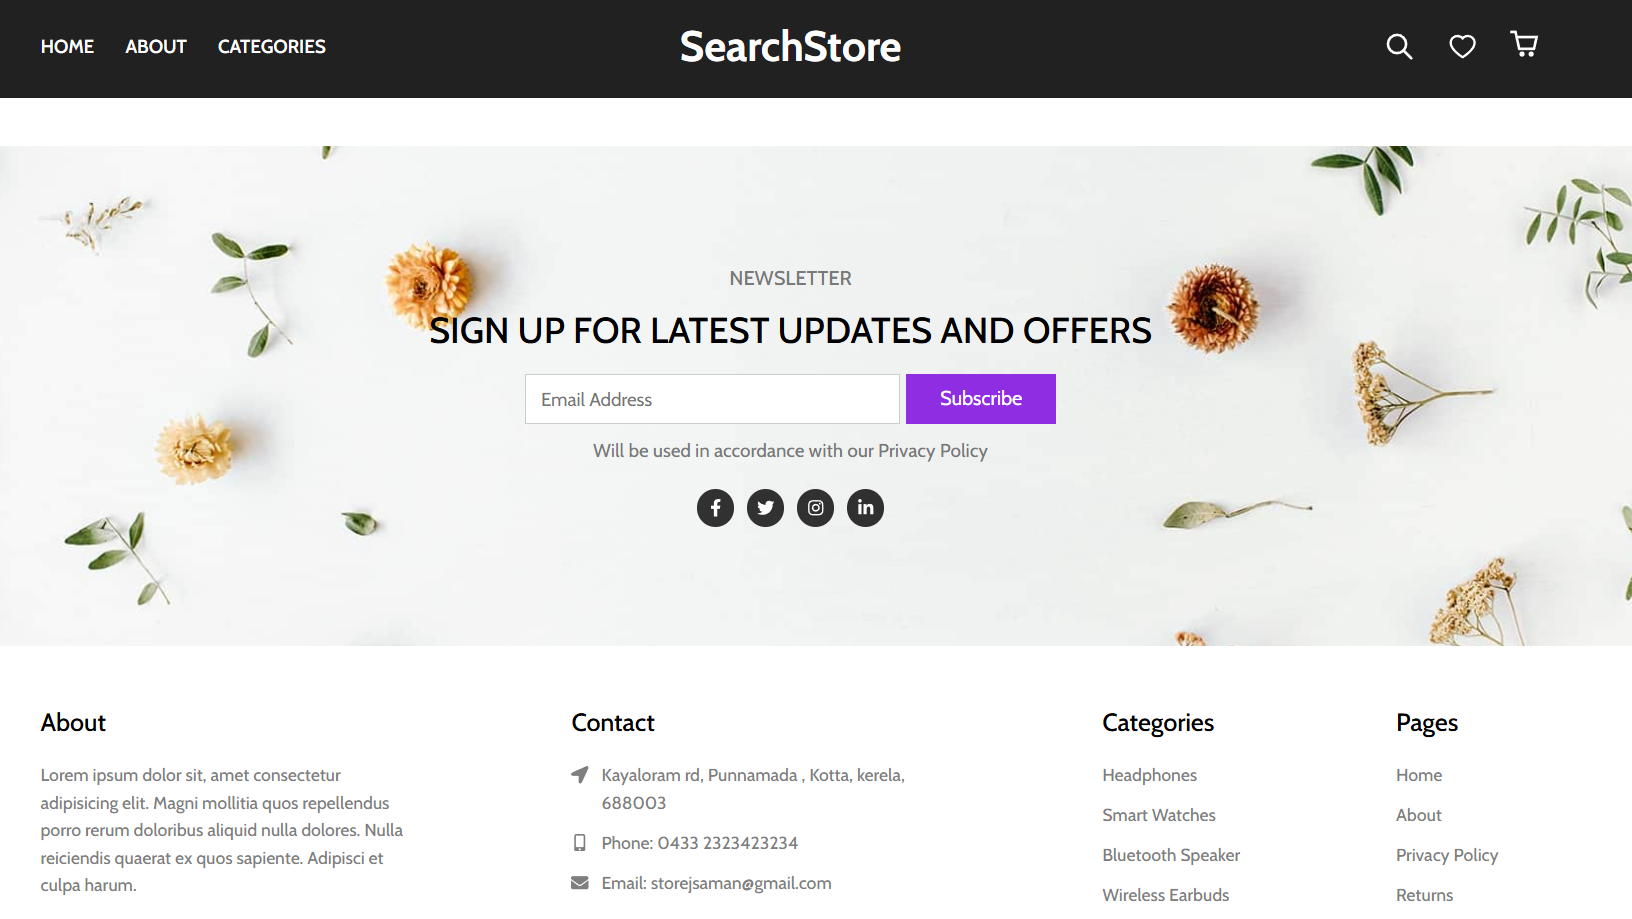 HOME ABOUT CATEGORIES SearchStore
NEWSLETTER
SIGN UP FOR LATEST UPDATES AND OFFERS
Email Address Subscribe
Will be used in accordance with our Privacy Policy
About
Lorem ipsum dolor sit, amet consectetur
adipisicing elit. Magni mollitia quos repellendus
porro rerum doloribus aliquid nulla dolores. Nulla
reiciendis quaerat ex quos sapiente. Adipisci et
culpa harum.
Contact
Kayaloram rd, Punnamada , Kotta, kerela,
688003
Phone: 0433 2323423234
Email: storejsaman@gmail.com
Categories
Headphones
Smart Watches
Bluetooth Speaker
Wireless Earbuds
Pages
Home
About
Privacy Policy
Returns